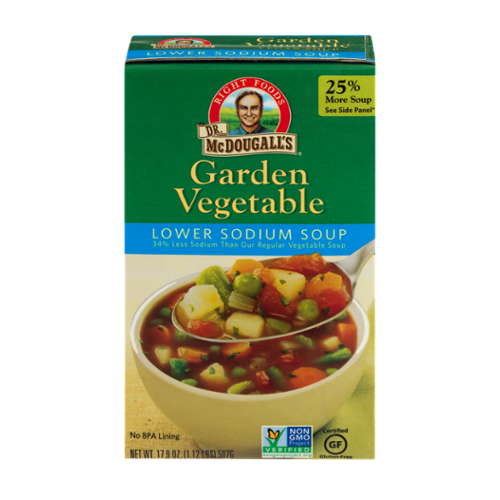 Garden Vegetable
LOWER SODIUM SOUP
RIGHT FOODS
DR.
McDOUGALL'S
25%
More Soup
See Side Panel*
Garden
Vegetable
LOWER SODIUM SOUP
34% Less Sodium Than Our Regular Vegetable Soup
No BPA Lining
NON
GMO
Project
VERIFIED
nongmoproject.org
Certified
GF
Gluten-Free
NET WT. 17.9 OZ. (1.12 LBS) 507G